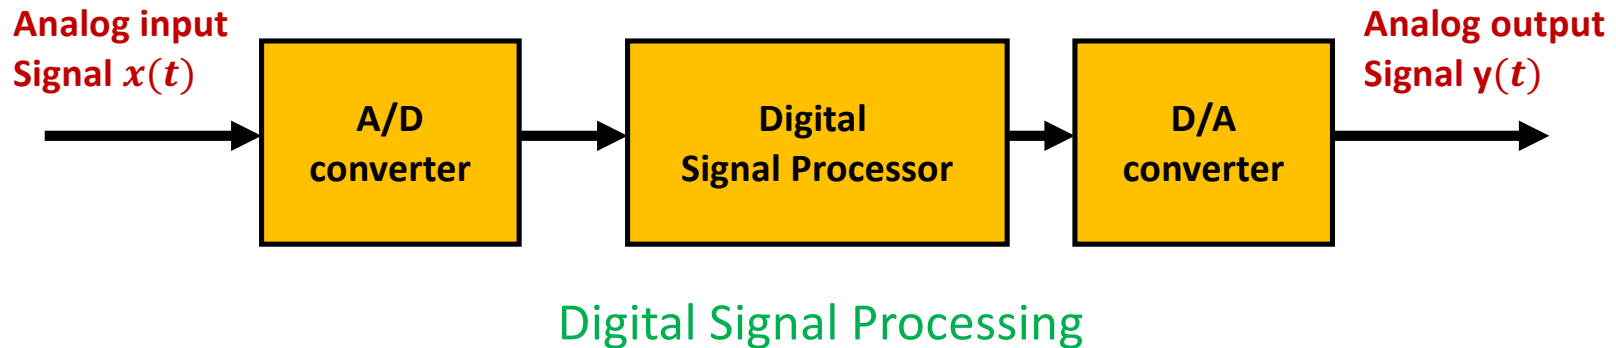 Analog input
Signal x(t)
A/D
converter
Digital
Signal Processor
D/A
converter
Analog output
Signal y(t)
Digital Signal Processing